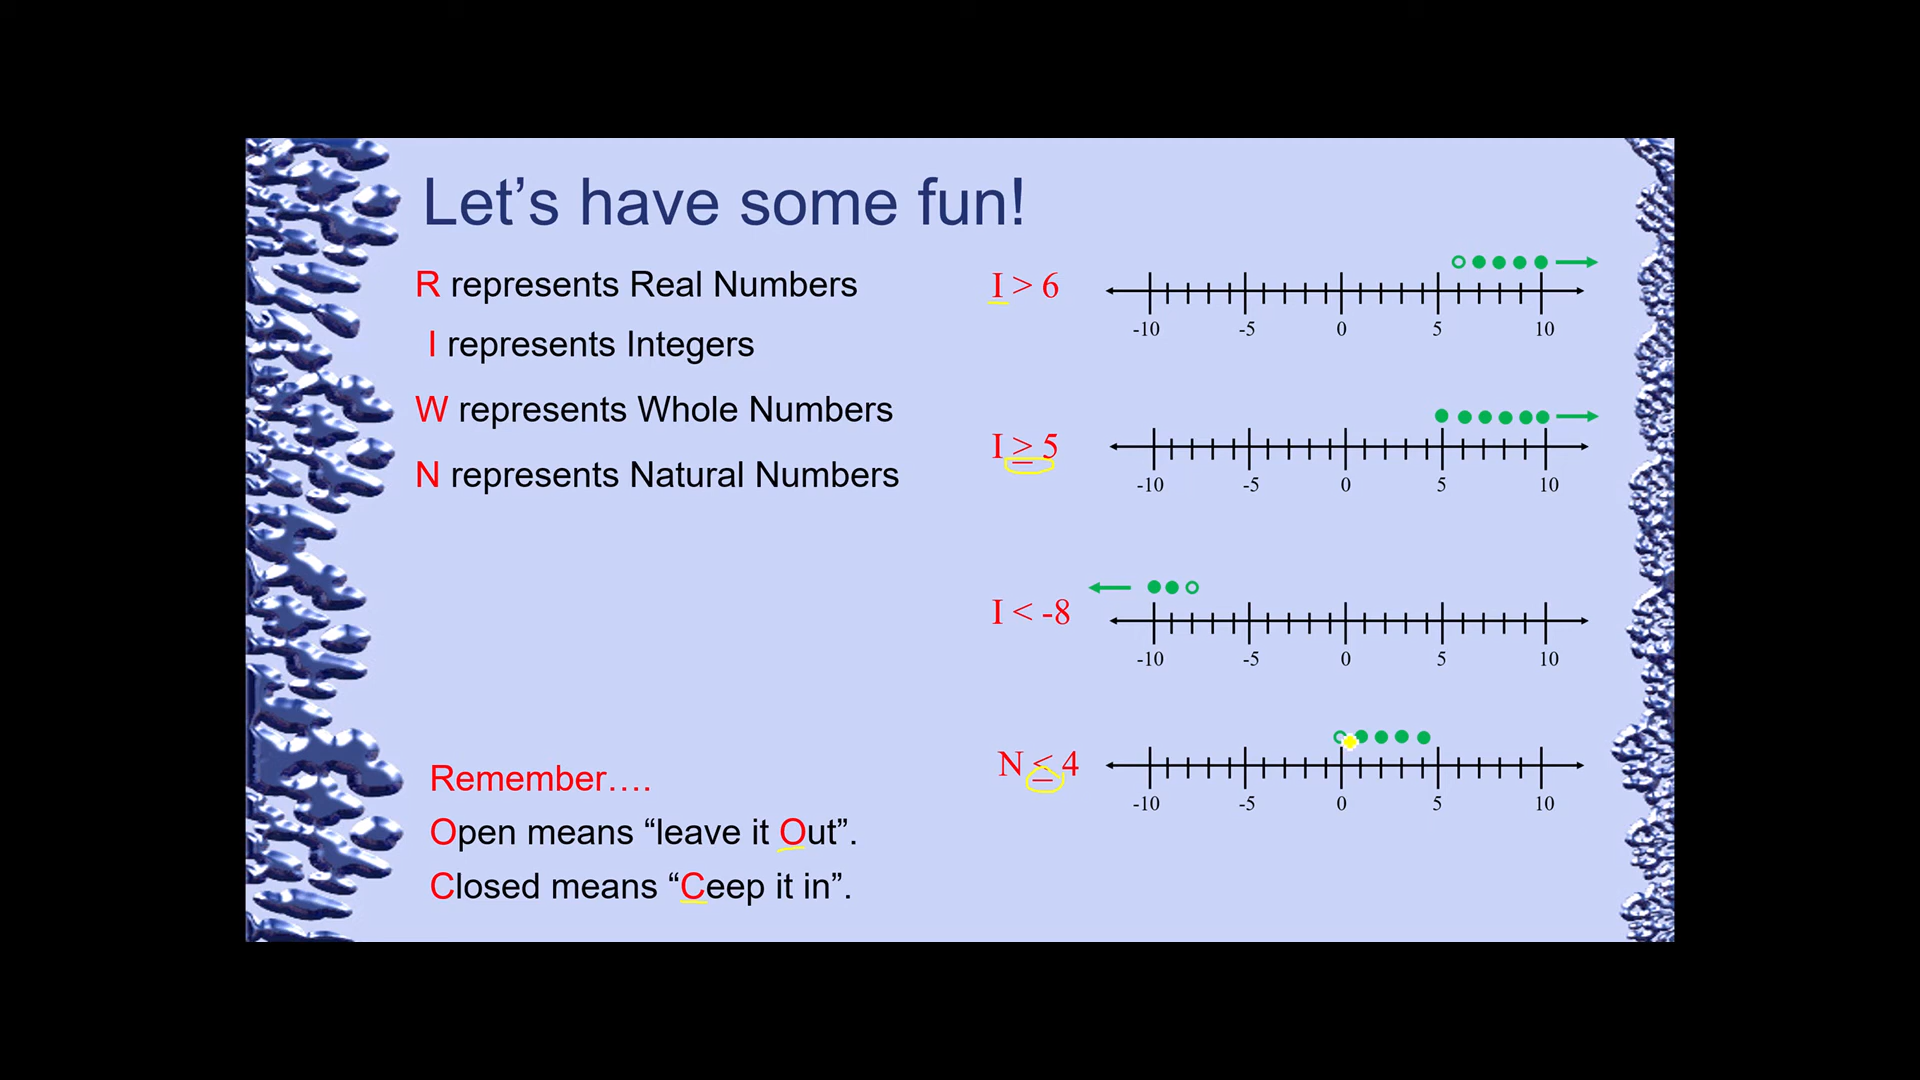 Let’s have some fun!
R represents Real Numbers
I represents Integers
W represents Whole Numbers
N represents Natural Numbers
Remember....
Open means “leave it Out”.
Closed means “Ceep it in”.
I > 6
-10 -5 0 5 10
I ≥ 5
-10 -5 0 5 10
I < -8
-10 -5 0 5 10
N ≤ 4
-10 -5 0 5 10